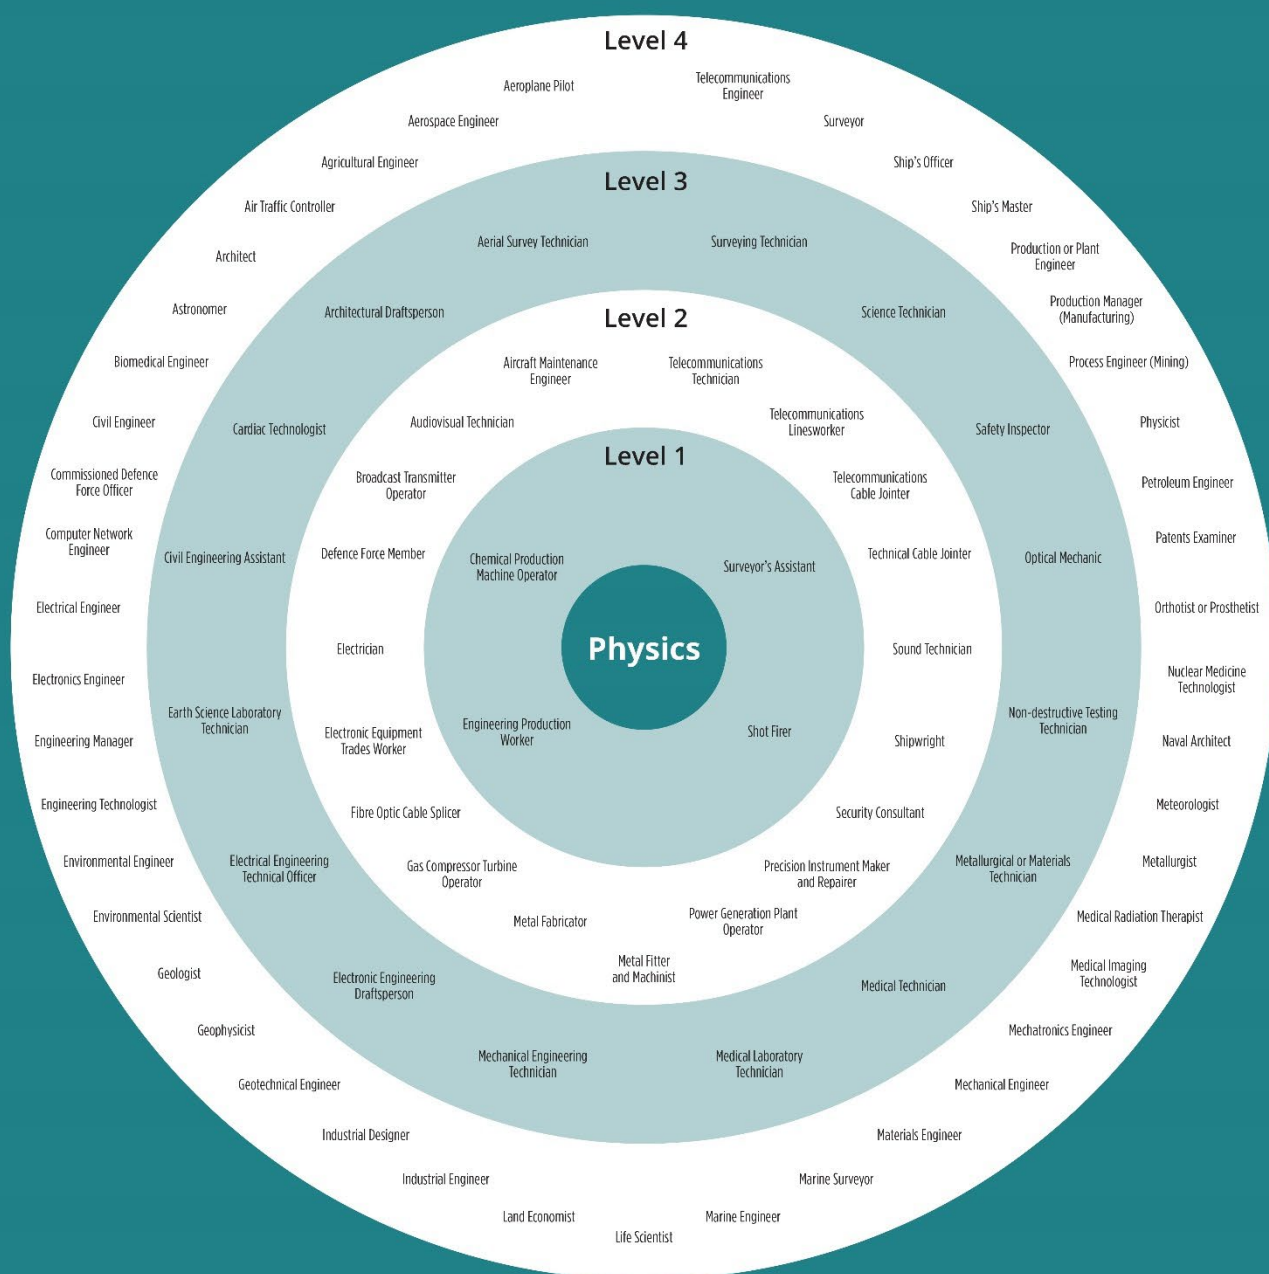 Level 4
Aeroplane Pilot
Telecommunications
Engineer
Surveyor
Ship's Officer
Ship's Master
Production or Plant
Engineer
Production Manager
(Manufacturing)
Process Engineer (Mining)
Physicist
Petroleum Engineer
Patents Examiner
Orthotist or Prosthetist
Nuclear Medicine
Technologist
Naval Architect
Meteorologist
Metallurgist
Medical Radiation Therapist
Medical Imaging
Technologist
Mechatronics Engineer
Mechanical Engineer
Materials Engineer
Marine Surveyor
Marine Engineer
Life Scientist
Land Economist
Industrial Engineer
Industrial Designer
Geotechnical Engineer
Geophysicist
Geologist
Environmental Scientist
Environmental Engineer
Engineering Technologist
Engineering Manager
Electronics Engineer
Electrical Engineer
Computer Network
Engineer
Commissioned Defence
Force Officer
Civil Engineer
Biomedical Engineer
Astronomer
Architect
Air Traffic Controller
Agricultural Engineer
Aerospace Engineer
Level 3
Aerial Survey Technician
Surveying Technician
Science Technician
Safety Inspector
Optical Mechanic
Non-destructive Testing
Technician
Metallurgical or Materials
Technician
Medical Technician
Medical Laboratory
Technician
Mechanical Engineering
Technician
Electronic Engineering
Draftsperson
Electrical Engineering
Technical Officer
Earth Science Laboratory
Technician
Civil Engineering Assistant
Cardiac Technologist
Architectural Draftsperson
Level 2
Aircraft Maintenance
Engineer
Telecommunications
Technician
Telecommunications
Linesworker
Telecommunications
Cable Jointer
Technical Cable Jointer
Sound Technician
Shipwright
Security Consultant
Precision Instrument Maker
and Repairer
Power Generation Plant
Operator
Metal Fitter
and Machinist
Metal Fabricator
Gas Compressor Turbine
Operator
Fibre Optic Cable Splicer
Electronic Equipment
Trades Worker
Electrician
Defence Force Member
Broadcast Transmitter
Operator
Audiovisual Technician
Level 1
Chemical Production
Machine Operator
Surveyor's Assistant
Shot Firer
Engineering Production
Worker
Physics